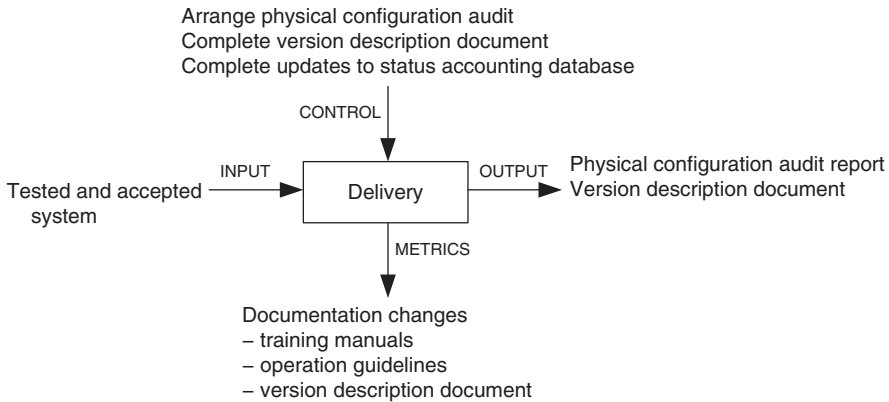 Arrange physical configuration audit
Complete version description document
Complete updates to status accounting database
CONTROL
INPUT
OUTPUT
Tested and accepted
system
Delivery
Physical configuration audit report
Version description document
METRICS
Documentation changes
– training manuals
– operation guidelines
– version description document